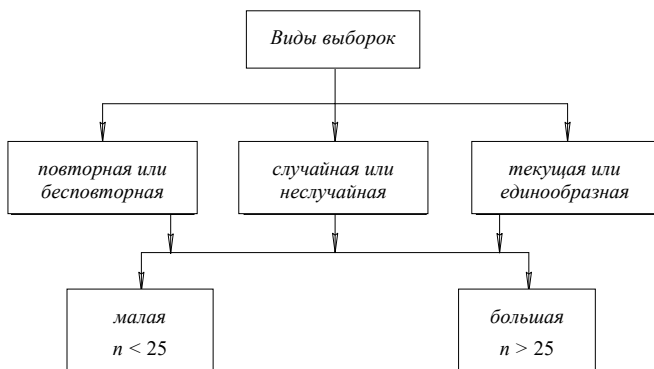 Виды выборок
повторная или
бесповторная
случайная или
неслучайная
текущая или
единообразная
малая
n < 25
большая
n > 25